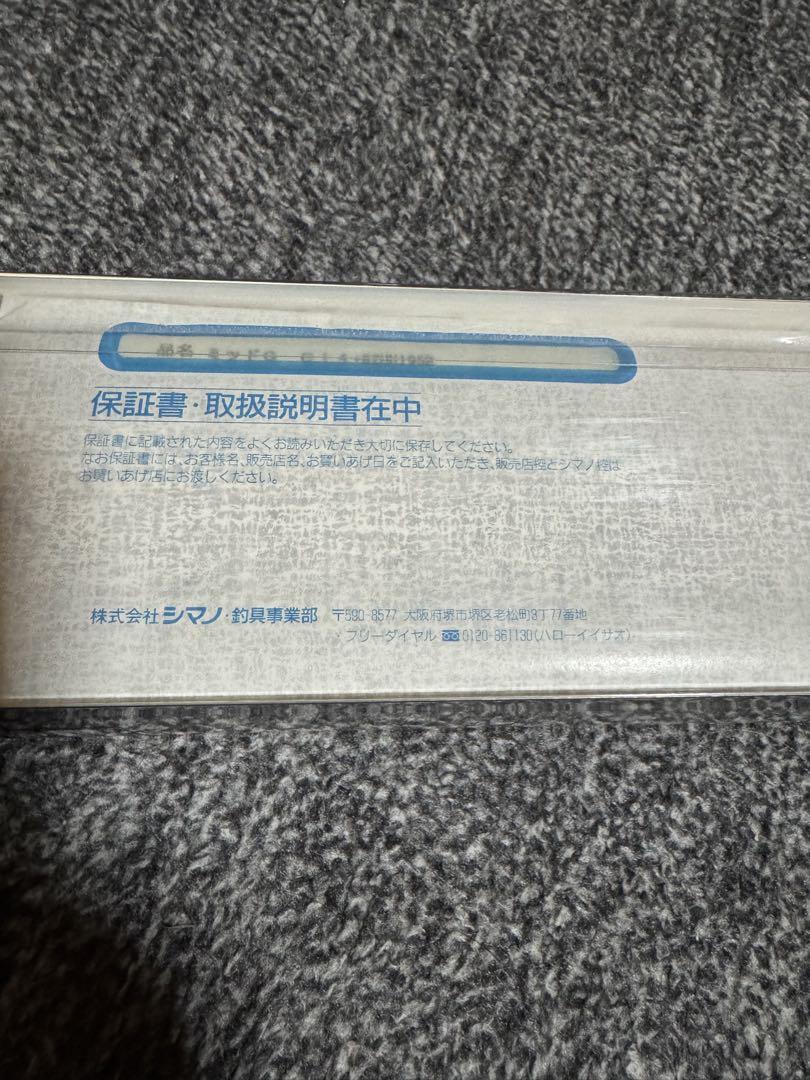 品名
保証書・取扱説明書在中
保証書に記載された内容をよくお読みいただき大切に保存してください。
なお保証書には、お客様名、販売店名、お買いあげ日をご記入いただき、販売店控とシマノ控は
お買いあげ店にお渡しください。
株式会社 シマノ・釣具事業部 〒590-8577 大阪府堺市堺区老松町3丁77番地
フリーダイヤル 0120-861130(ハローイイサオ)